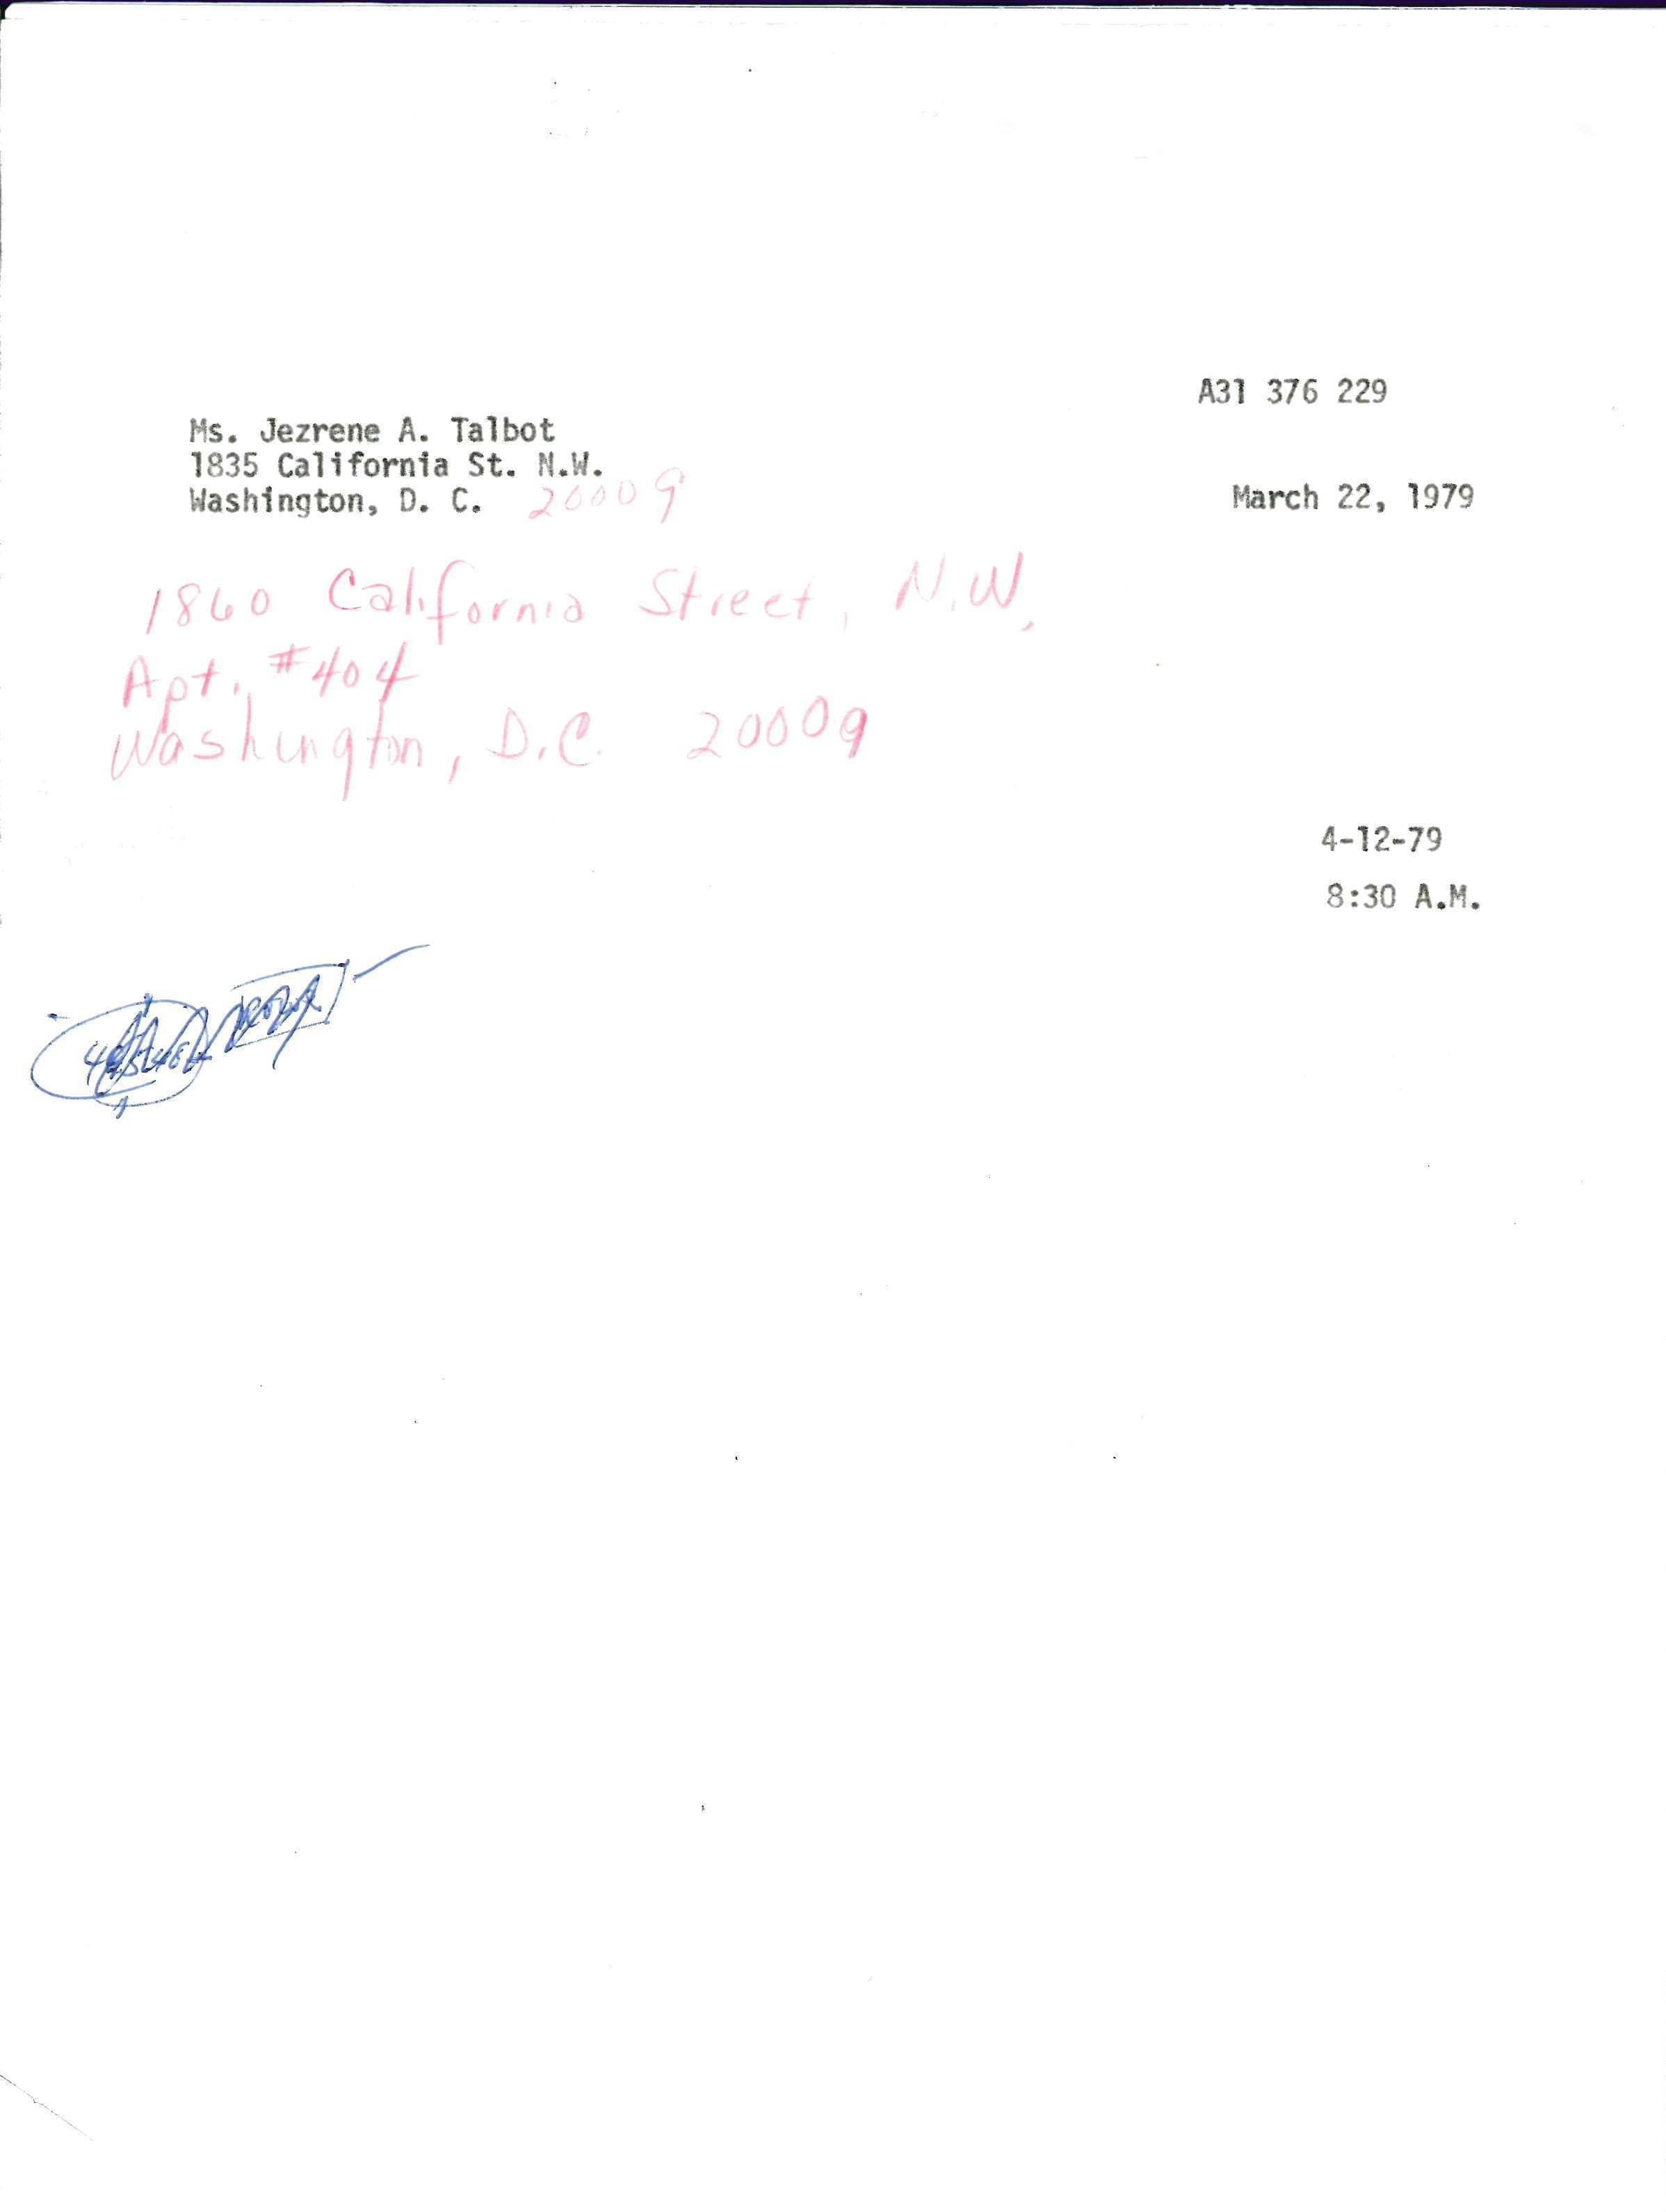 A31 376 229
Ms. Jezrene A. Talbot
1835 California St. N.W.
Washington, D. C. 20009
March 22, 1979
1860 California Street, N.W.
Apt. #404
Washington, D.C. 20009
4-12-79
8:30 A.M.